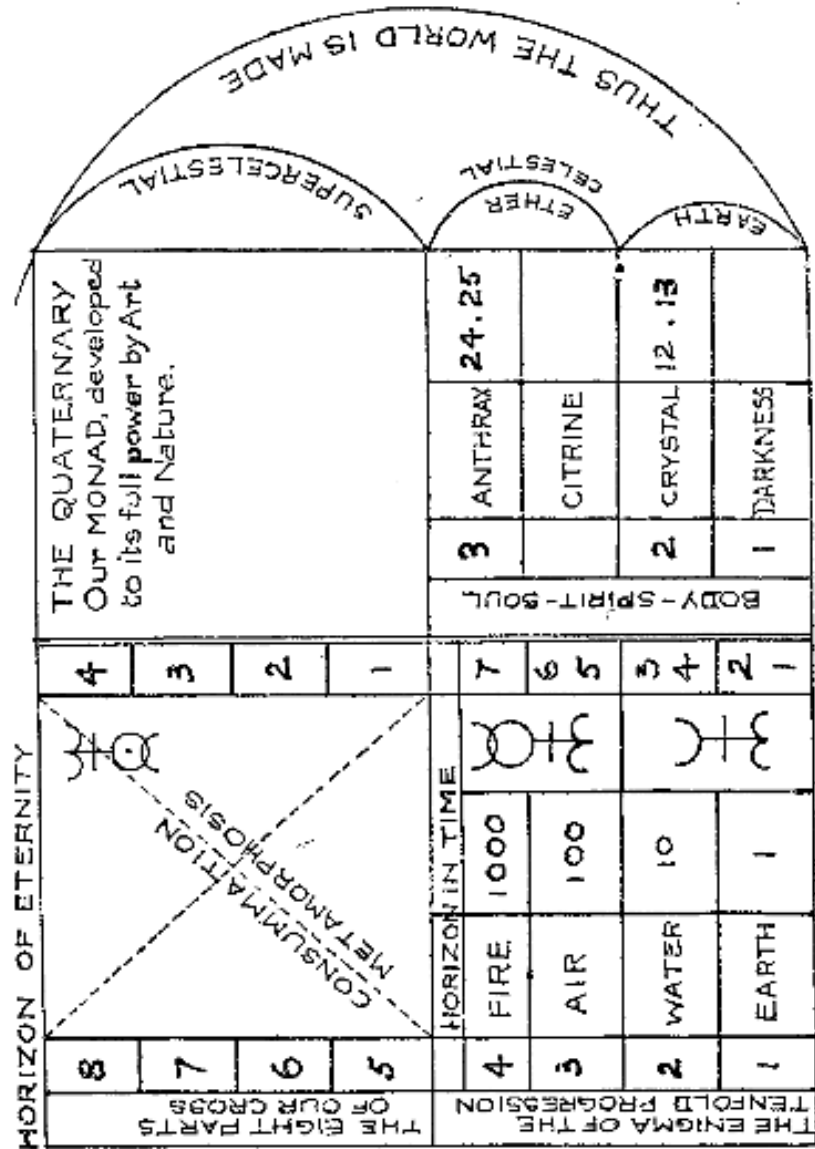 THUS THE WORLD IS MADE
SUPERCELESTIAL
CELESTIAL
ETHER
EARTH
THE QUATERNARY
Our MONAD, developed
to its full power by Art
and Nature.
3 ANTHRAX 24.25
CITRINE
2 CRYSTAL 12.13
1 DARKNESS
BODY-SPIRIT-SOUL
4
3
2
1
7
6
5
3
4
2
1
HORIZON OF ETERNITY
CONSUMMAITION
METAMORPHOSIS
HORIZON IN TIME
8
7
6
5
4 FIRE 1000
3 AIR 100
2 WATER 10
1 EARTH 1
THE EIGHT PARTS
OF OUR CROSS
THE ENIGMA OF THE
TENFOLD PROGRESSION